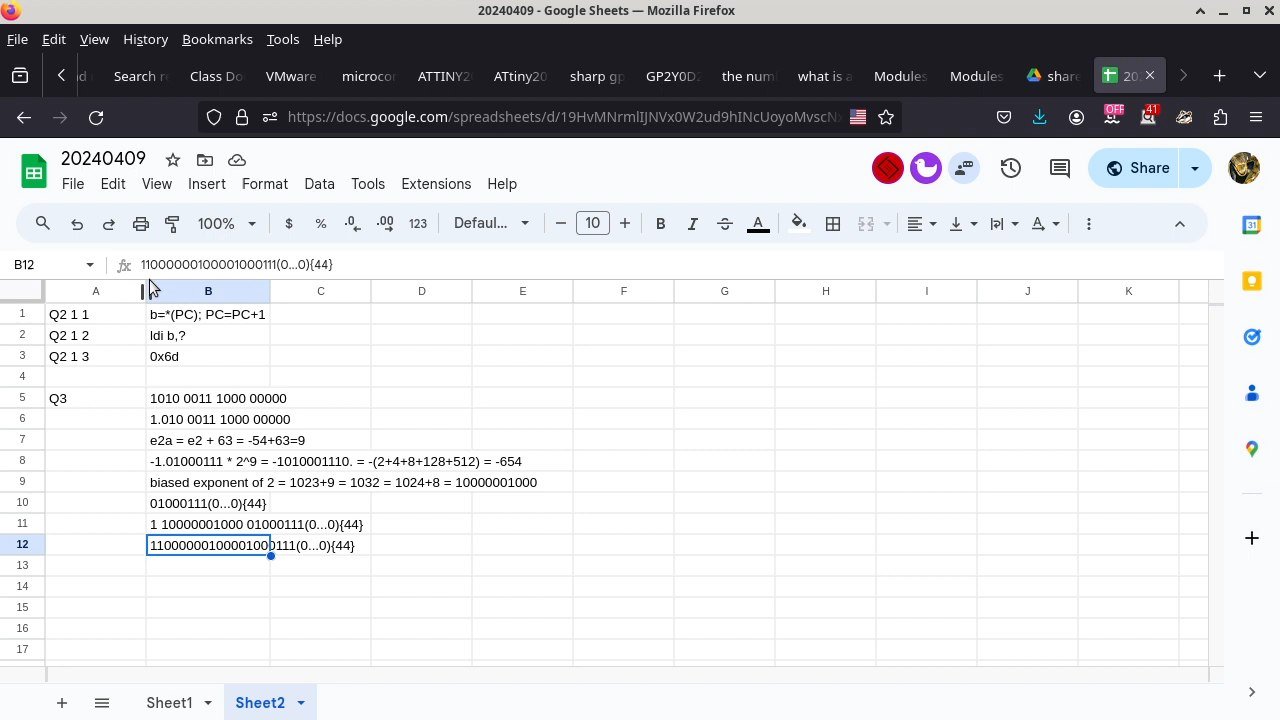 20240409 - Google Sheets — Mozilla Firefox
File Edit View History Bookmarks Tools Help
Search Class Do VMware microcor ATTINY2 ATtiny20 sharp gp GP2Y0D the num what is a Modules Modules share 20
https://docs.google.com/spreadsheets/d/19HvMNrmlIJNVx0W2ud9hINcUoyoMvscN OFF 41
20240409
File Edit View Insert Format Data Tools Extensions Help
Share
100% $ % .0 .00 123 Defaul... 10 B I S A
B12 fx 11000000100001000111(0...0){44}
A B C D E F G H I J K
1 Q2 1 1 b=*(PC); PC=PC+1
2 Q2 1 2 ldi b,?
3 Q2 1 3 0x6d
4
5 Q3 1010 0011 1000 00000
6 1.010 0011 1000 00000
7 e2a = e2 + 63 = -54+63=9
8 -1.01000111 * 2^9 = -1010001110. = -(2+4+8+128+512) = -654
9 biased exponent of 2 = 1023+9 = 1032 = 1024+8 = 10000001000
10 01000111(0...0){44}
11 1 10000001000 01000111(0...0){44}
12 11000000100001000111(0...0){44}
13
14
15
16
17
Sheet1 Sheet2
31